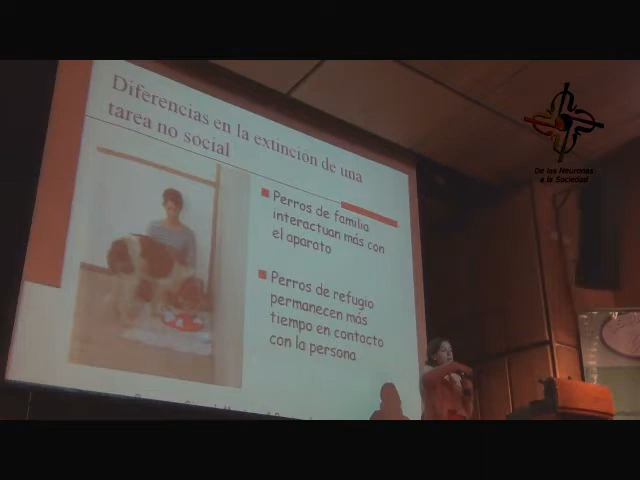 Diferencias en la extinción de una
tarea no social
Perros de familia
interactuan más con
el aparato
Perros de refugio
permanecen más
tiempo en contacto
con la persona
De las Neuronas
a la Sociedad